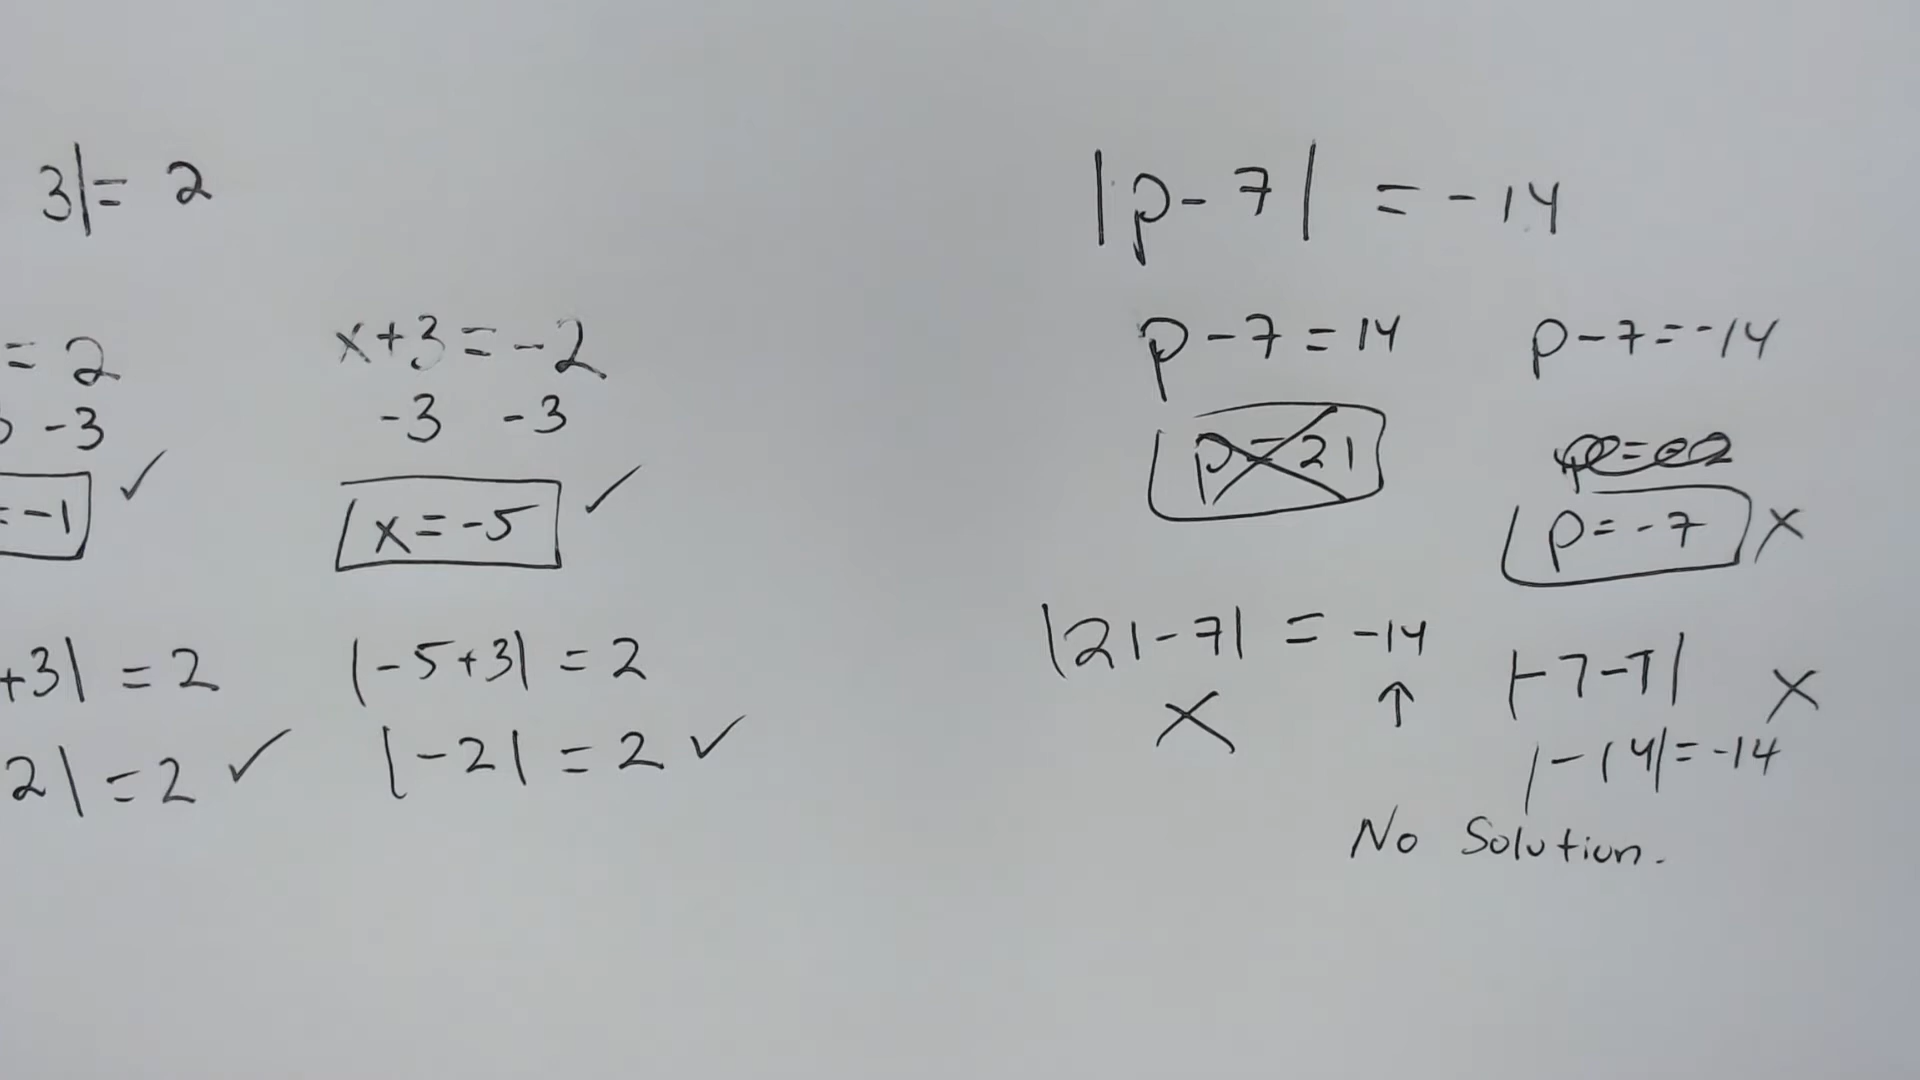 3|= 2
= 2
-3
=-1 ✓
+3| = 2
2| = 2 ✓
x+3 = -2
-3 -3
x = -5 ✓
|-5+3| = 2
|-2| = 2 ✓
|p-7| = -14
p-7 = 14
p=21
|21-7| = -14
X ↑
p-7=-14
p=-7 X
|-7-7| X
|-14|=-14
No Solution.